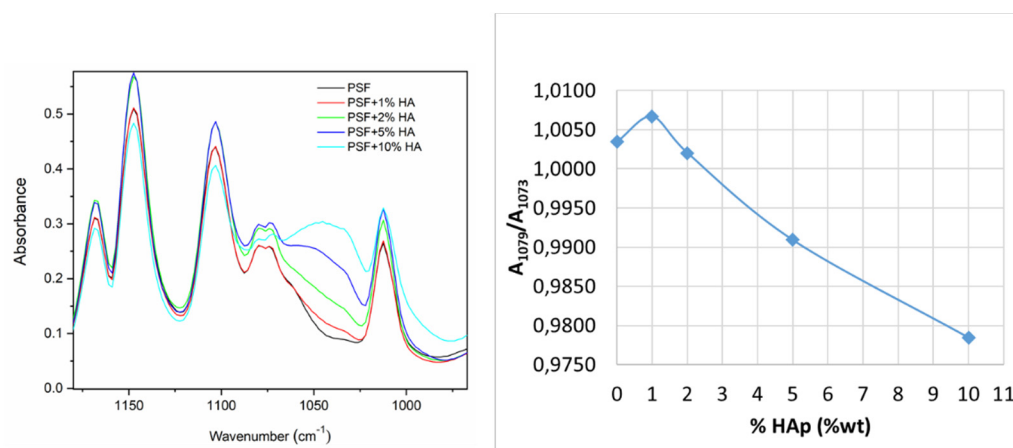 PSF
PSF+1% HA
PSF+2% HA
PSF+5% HA
PSF+10% HA
0.5
0.4
0.3
0.2
0.1
0.0
Absorbance
1150
1100
1050
1000
Wavenumber (cm⁻¹)
1,0100
1,0050
1,0000
0,9950
0,9900
0,9850
0,9800
0,9750
A₁₀₇₉/A₁₀₇₃
0 1 2 3 4 5 6 7 8 9 10 11
% HAp (%wt)